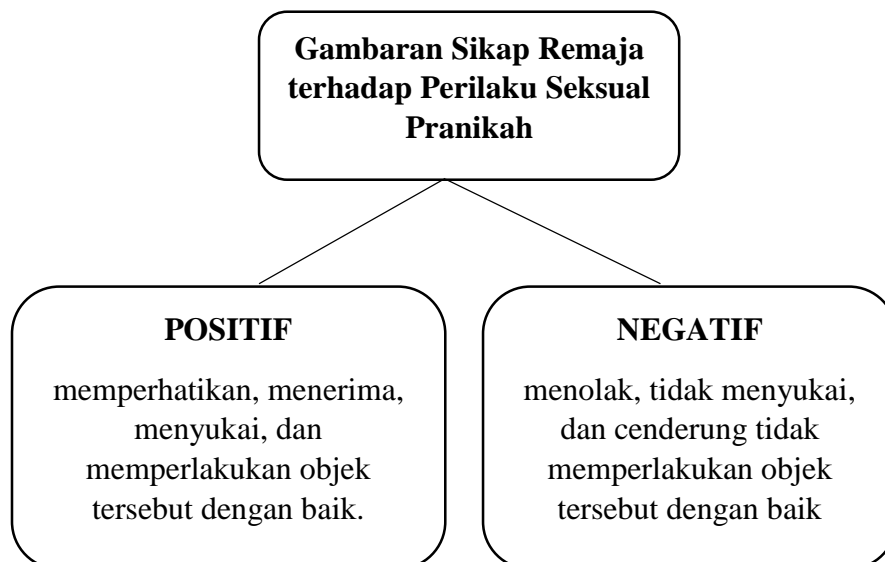 Gambaran Sikap Remaja
terhadap Perilaku Seksual
Pranikah
POSITIF
memperhatikan, menerima,
menyukai, dan
memperlakukan objek
tersebut dengan baik.
NEGATIF
menolak, tidak menyukai,
dan cenderung tidak
memperlakukan objek
tersebut dengan baik